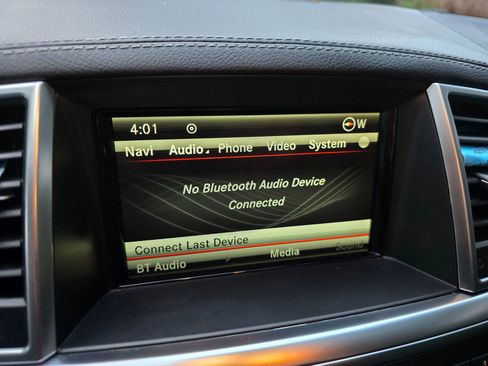 4:01 W
Navi Audio Phone Video System
No Bluetooth Audio Device
Connected
Connect Last Device
BT Audio Media Sound